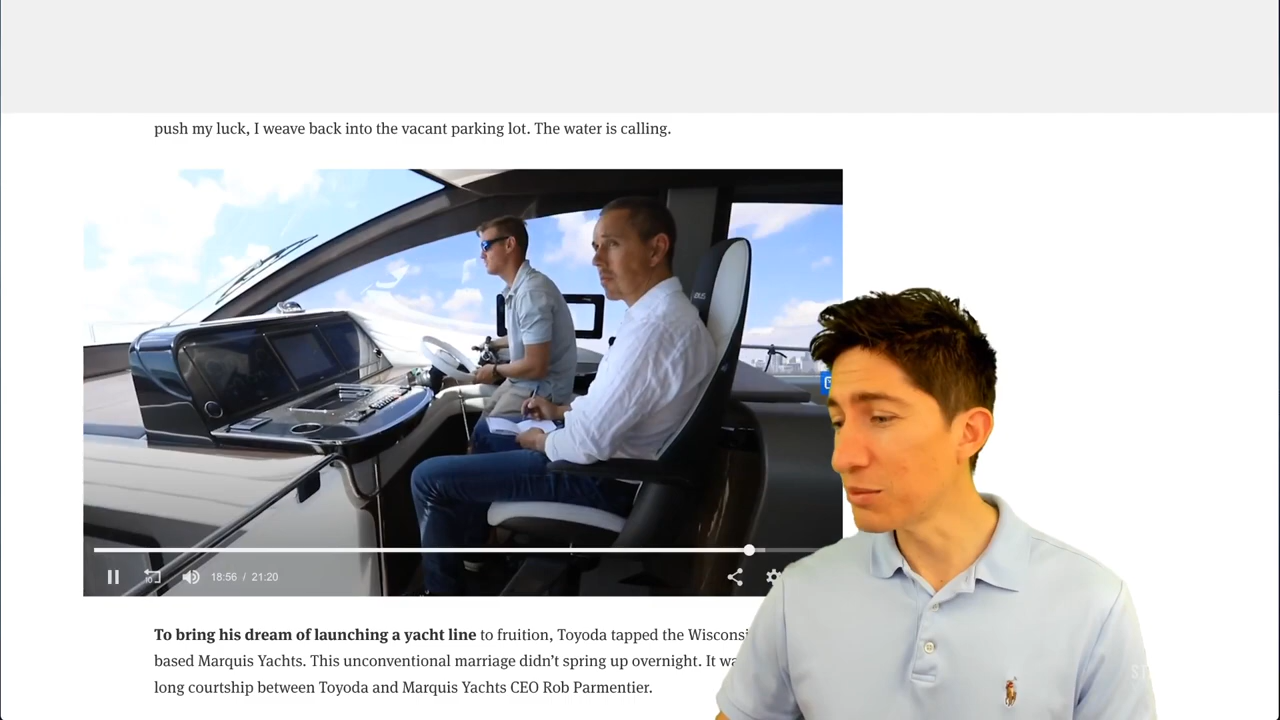 push my luck, I weave back into the vacant parking lot. The water is calling.
10
18:56 / 21:20
To bring his dream of launching a yacht line to fruition, Toyoda tapped the
based Marquis Yachts. This unconventional marriage didn’t spring up overnight. It
long courtship between Toyoda and Marquis Yachts CEO Rob Parmentier.